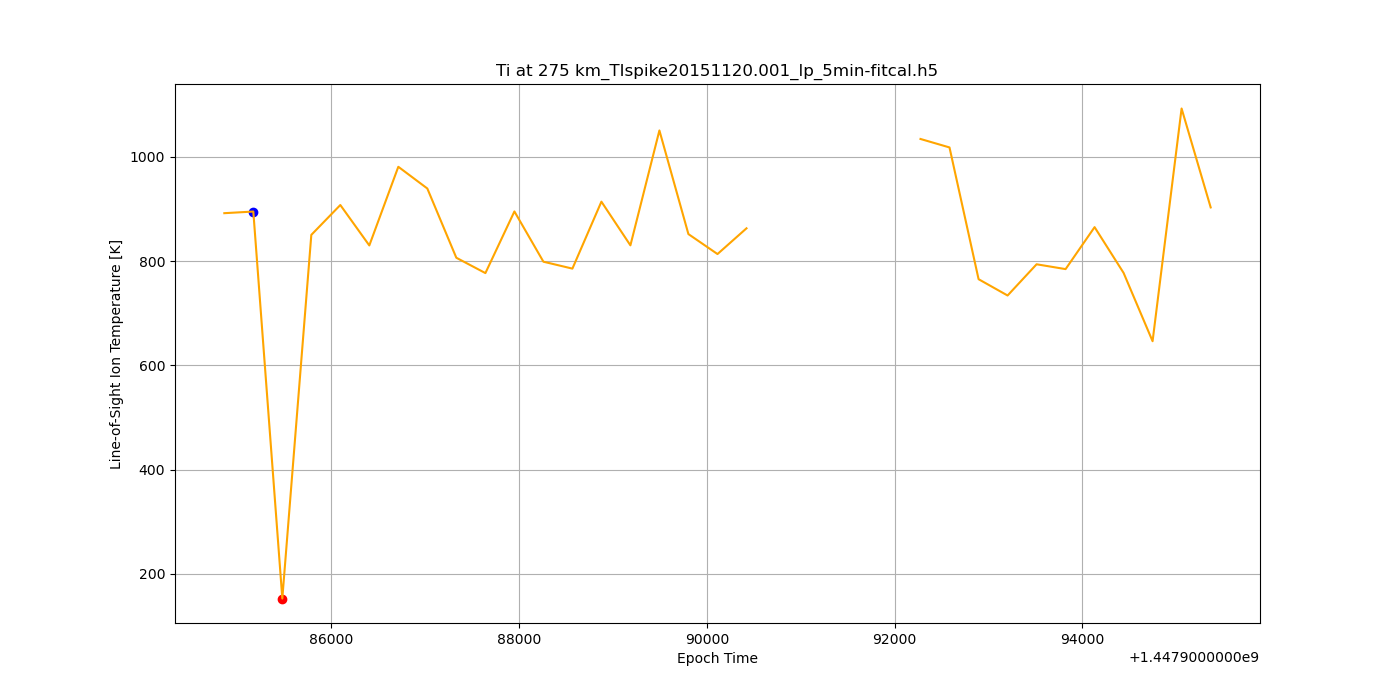 Ti at 275 km_TIspike20151120.001_lp_5min-fitcal.h5
Line-of-Sight Ion Temperature [K]
1000
800
600
400
200
86000
88000
90000
92000
94000
Epoch Time
+1.4479000000e9